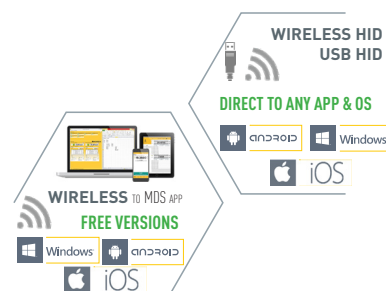 WIRELESS HID
USB HID
DIRECT TO ANY APP & OS
ANDROID
Windows
iOS
WIRELESS TO MDS APP
FREE VERSIONS
Windows
ANDROID
iOS